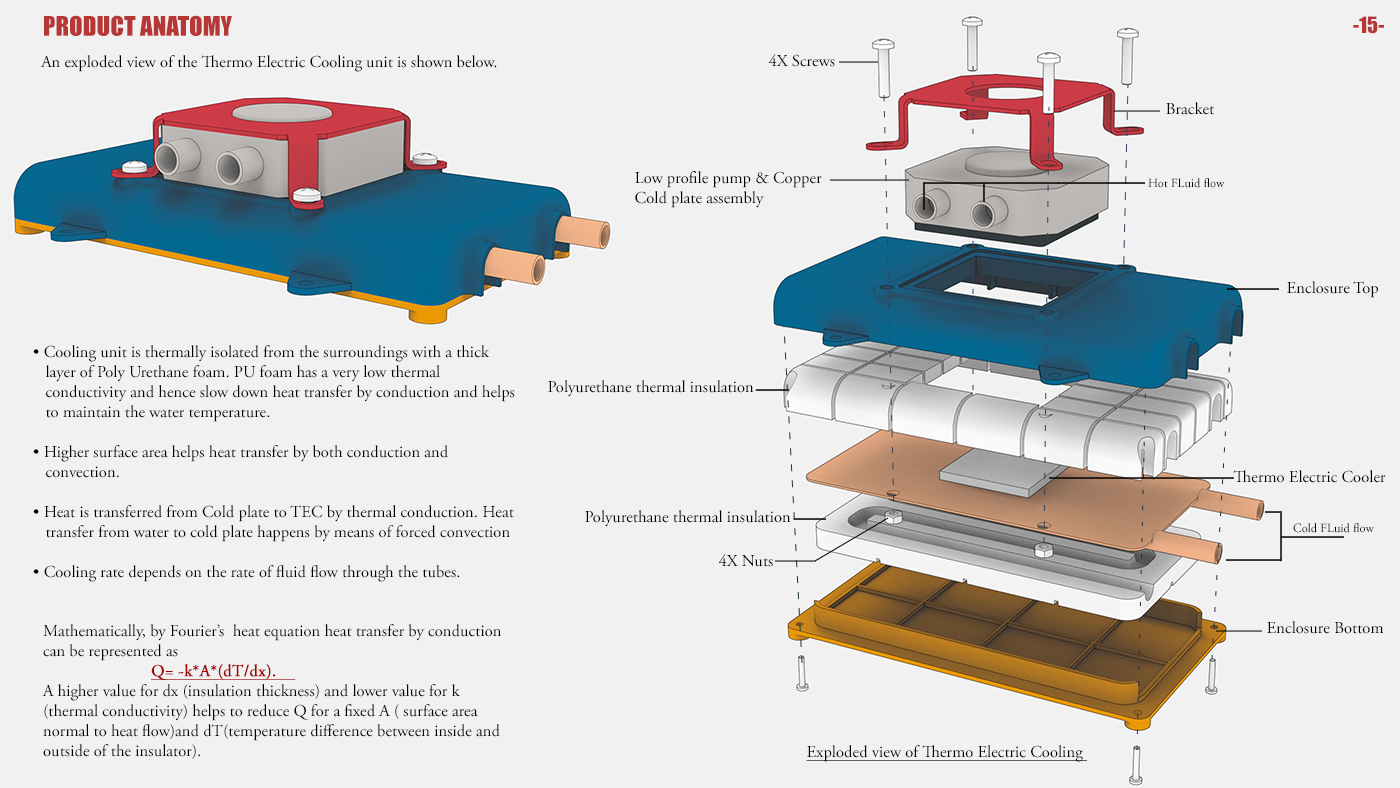 PRODUCT ANATOMY
-15-
An exploded view of the Thermo Electric Cooling unit is shown below.
• Cooling unit is thermally isolated from the surroundings with a thick
layer of Poly Urethane foam. PU foam has a very low thermal
conductivity and hence slow down heat transfer by conduction and helps
to maintain the water temperature.
• Higher surface area helps heat transfer by both conduction and
convection.
• Heat is transferred from Cold plate to TEC by thermal conduction. Heat
transfer from water to cold plate happens by means of forced convection
• Cooling rate depends on the rate of fluid flow through the tubes.
Mathematically, by Fourier's  heat equation heat transfer by conduction
can be represented as
Q= -k*A*(dT/dx).
A higher value for dx (insulation thickness) and lower value for k
(thermal conductivity) helps to reduce Q for a fixed A ( surface area
normal to heat flow)and dT(temperature difference between inside and
outside of the insulator).
4X Screws
Bracket
Low profile pump & Copper
Cold plate assembly
Hot FLuid flow
Enclosure Top
Polyurethane thermal insulation
Thermo Electric Cooler
Polyurethane thermal insulation
Cold FLuid flow
4X Nuts
Enclosure Bottom
Exploded view of Thermo Electric Cooling